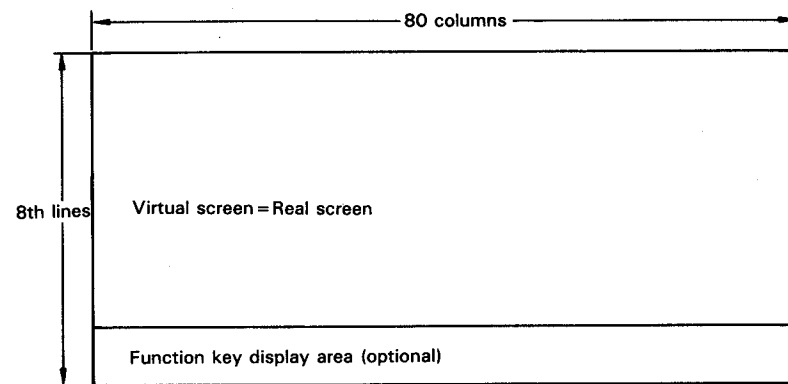 80 columns
8th lines
Virtual screen = Real screen
Function key display area (optional)